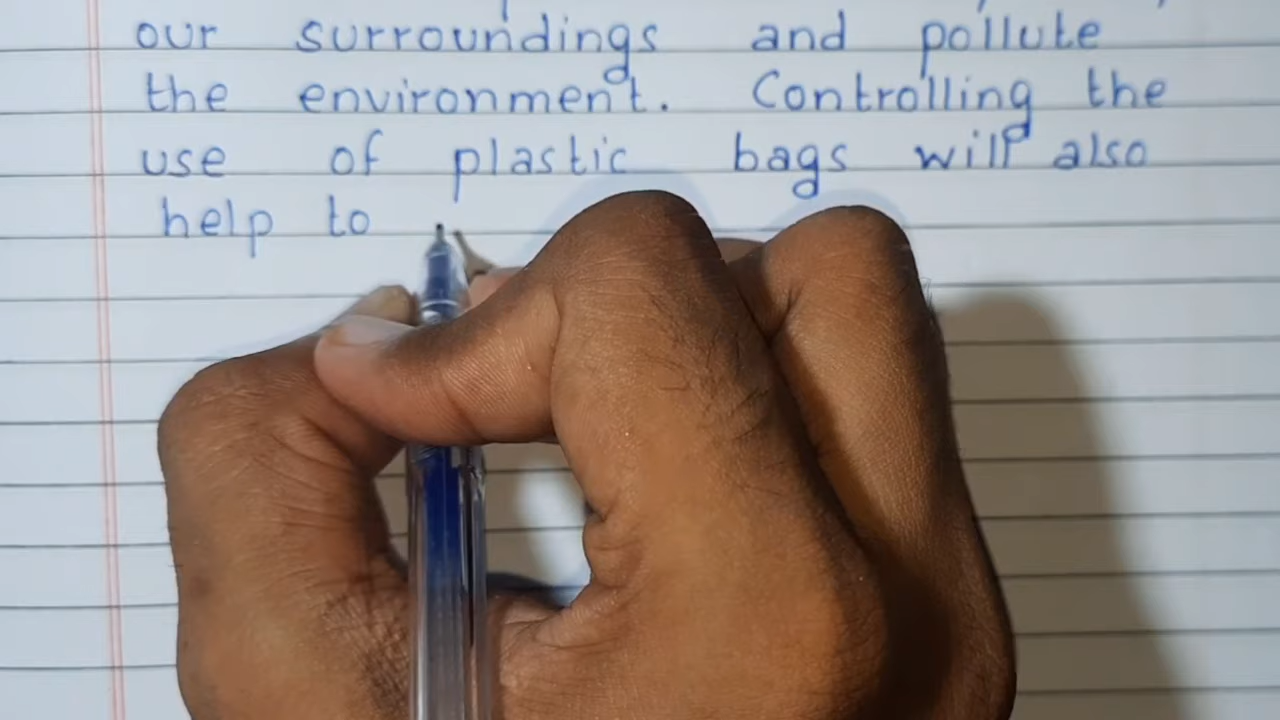 our surroundings and pollute
the environment. Controlling the
use of plastic bags will also
help to